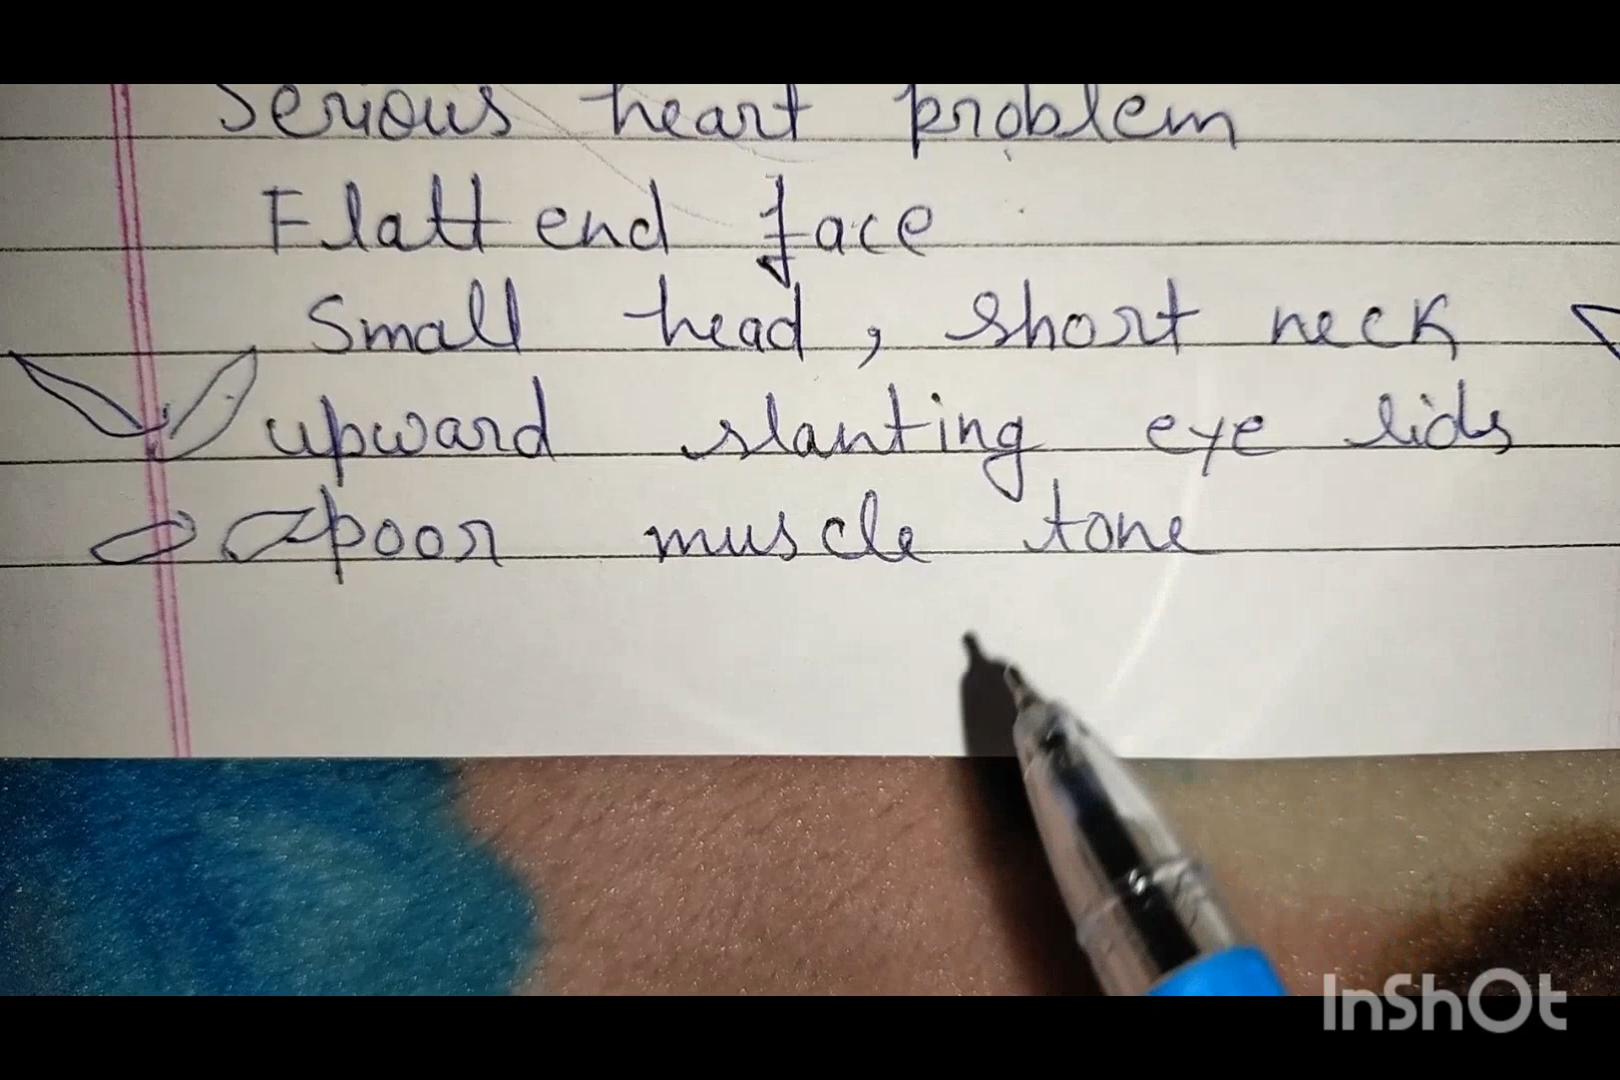 Serious heart problem
Flattend face
Small head, short neck
upward slanting eye lids
poor muscle tone
InShOt